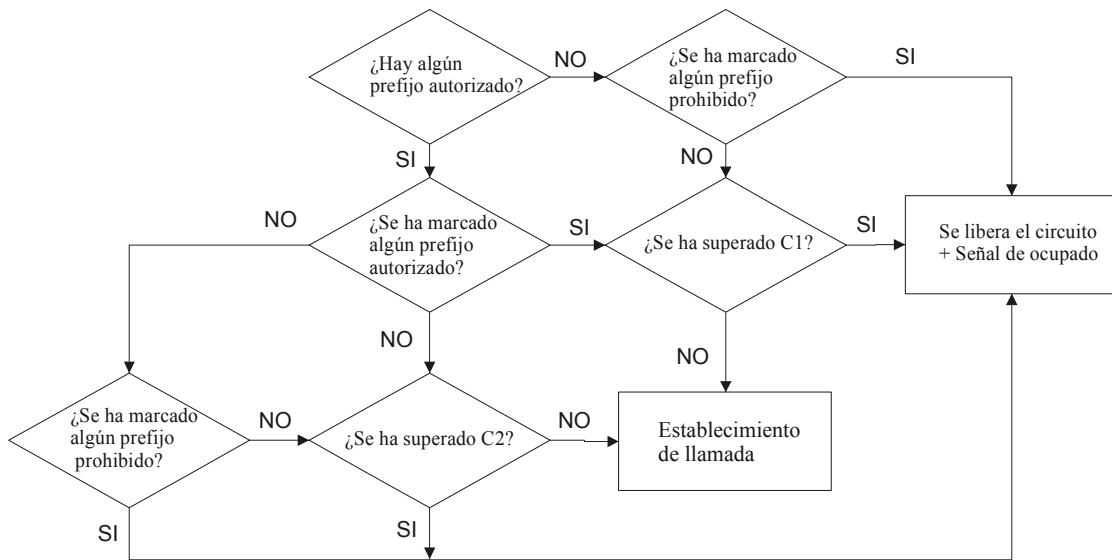 ¿Hay algún
prefijo autorizado?
NO
¿Se ha marcado
algún prefijo
prohibido?
SI
SI
NO
NO
¿Se ha marcado
algún prefijo
autorizado?
SI
¿Se ha superado C1?
SI
Se libera el circuito
+ Señal de ocupado
NO
NO
¿Se ha marcado
algún prefijo
prohibido?
NO
¿Se ha superado C2?
NO
Establecimiento
de llamada
SI
SI